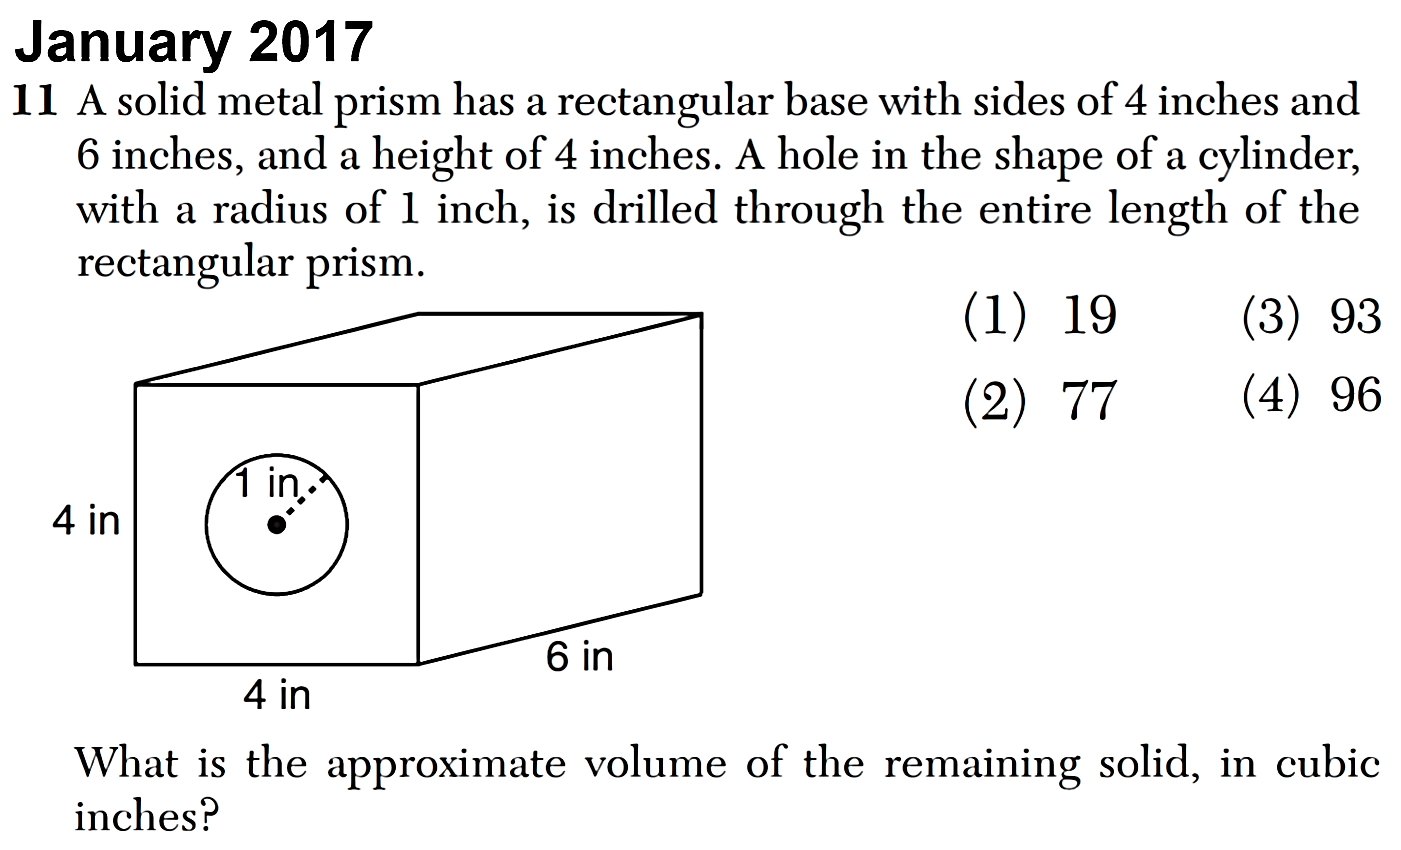 January 2017
11 A solid metal prism has a rectangular base with sides of 4 inches and
6 inches, and a height of 4 inches. A hole in the shape of a cylinder,
with a radius of 1 inch, is drilled through the entire length of the
rectangular prism.
(1) 19 (3) 93
(2) 77 (4) 96
1 in
4 in
6 in
4 in
What is the approximate volume of the remaining solid, in cubic
inches?